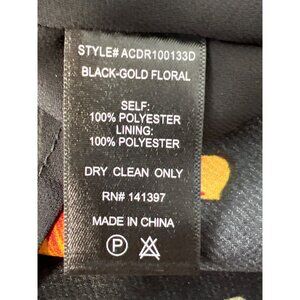 STYLE# ACDR100133D
BLACK-GOLD FLORAL
SELF:
100% POLYESTER
LINING:
100% POLYESTER
DRY CLEAN ONLY
RN# 141397
MADE IN CHINA
P